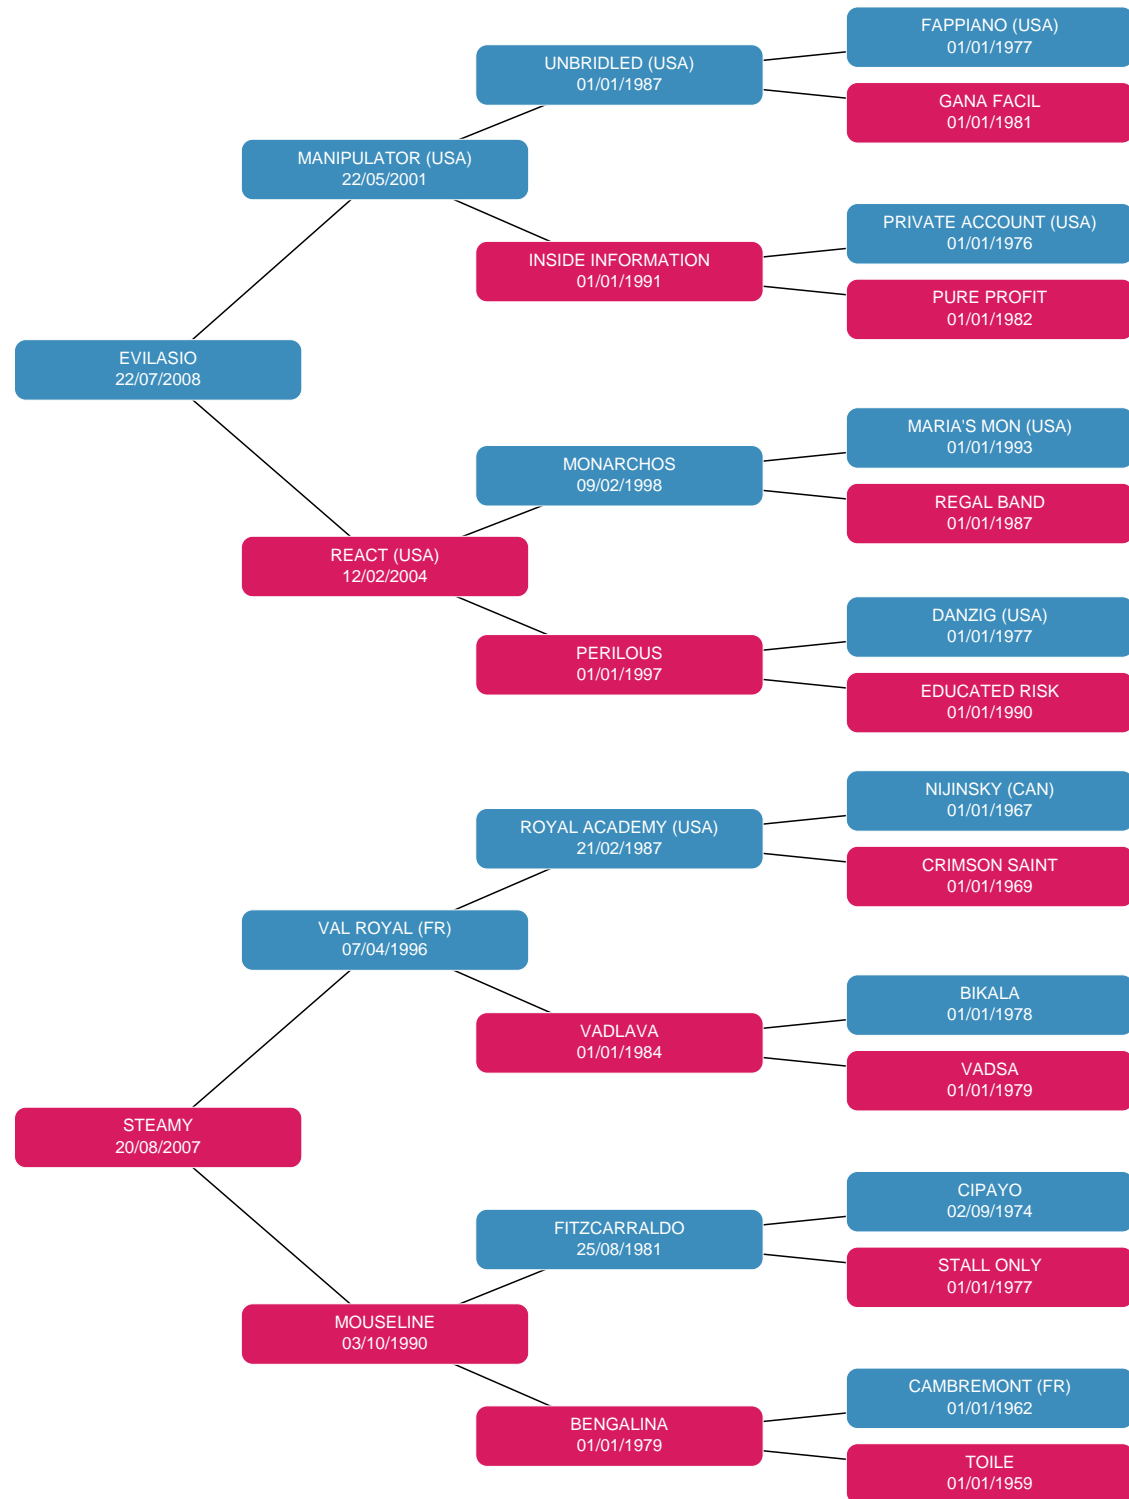 FAPPIANO (USA)
01/01/1977
UNBRIDLED (USA)
01/01/1987
GANA FACIL
01/01/1981
MANIPULATOR (USA)
22/05/2001
PRIVATE ACCOUNT (USA)
01/01/1976
INSIDE INFORMATION
01/01/1991
PURE PROFIT
01/01/1982
EVILASIO
22/07/2008
MARIA'S MON (USA)
01/01/1993
MONARCHOS
09/02/1998
REGAL BAND
01/01/1987
REACT (USA)
12/02/2004
DANZIG (USA)
01/01/1977
PERILOUS
01/01/1997
EDUCATED RISK
01/01/1990
NIJINSKY (CAN)
01/01/1967
ROYAL ACADEMY (USA)
21/02/1987
CRIMSON SAINT
01/01/1969
VAL ROYAL (FR)
07/04/1996
BIKALA
01/01/1978
VADLAVA
01/01/1984
VADSA
01/01/1979
STEAMY
20/08/2007
CIPAYO
02/09/1974
FITZCARRALDO
25/08/1981
STALL ONLY
01/01/1977
MOUSELINE
03/10/1990
CAMBREMONT (FR)
01/01/1962
BENGALINA
01/01/1979
TOILE
01/01/1959